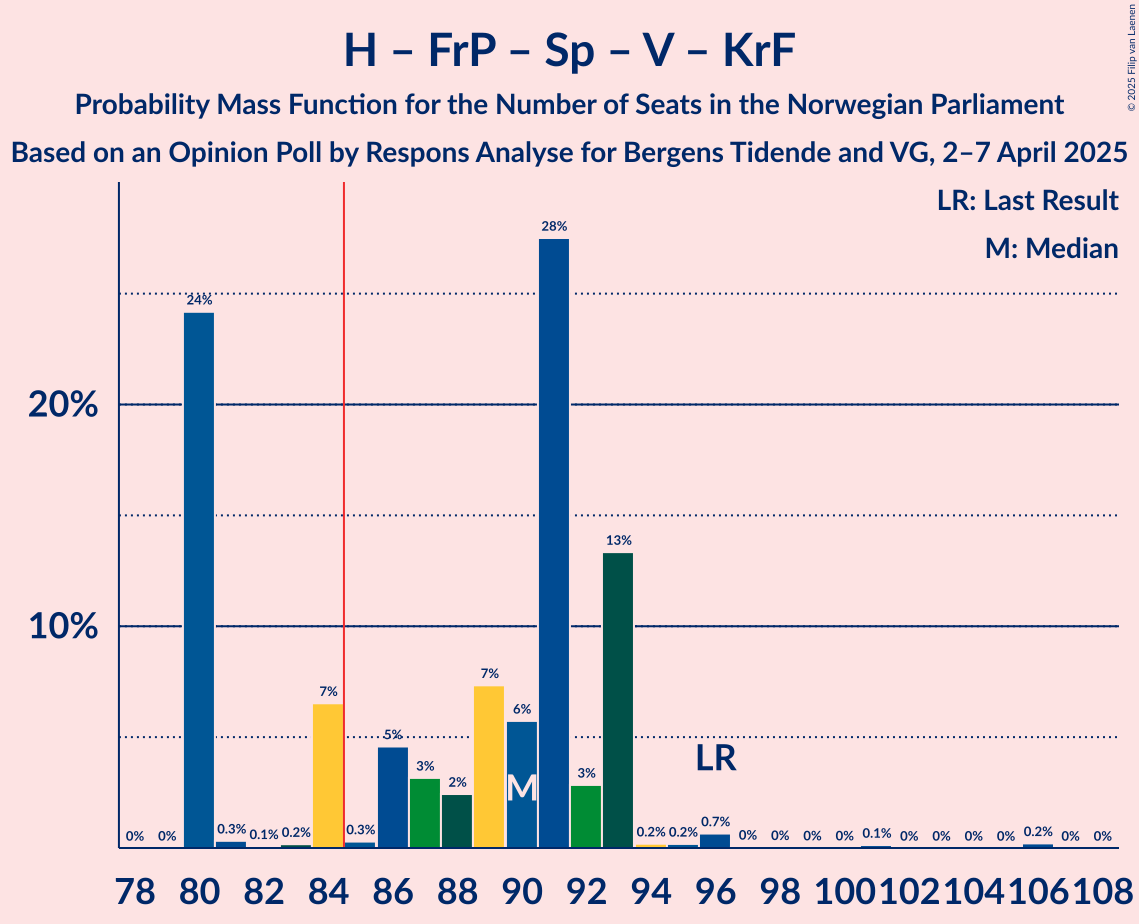 H – FrP – Sp – V – KrF
Probability Mass Function for the Number of Seats in the Norwegian Parliament
Based on an Opinion Poll by Respons Analyse for Bergens Tidende and VG, 2–7 April 2025
© 2025 Filip van Laenen
LR: Last Result
M: Median
20%
10%
0% 0% 24% 0.3% 0.1% 0.2% 7% 0.3% 5% 3% 2% 7% 6% 28% 3% 13% 0.2% 0.2% 0.7% 0% 0% 0% 0% 0.1% 0% 0% 0% 0% 0.2% 0% 0%
M
LR
78 80 82 84 86 88 90 92 94 96 98 100 102 104 106 108